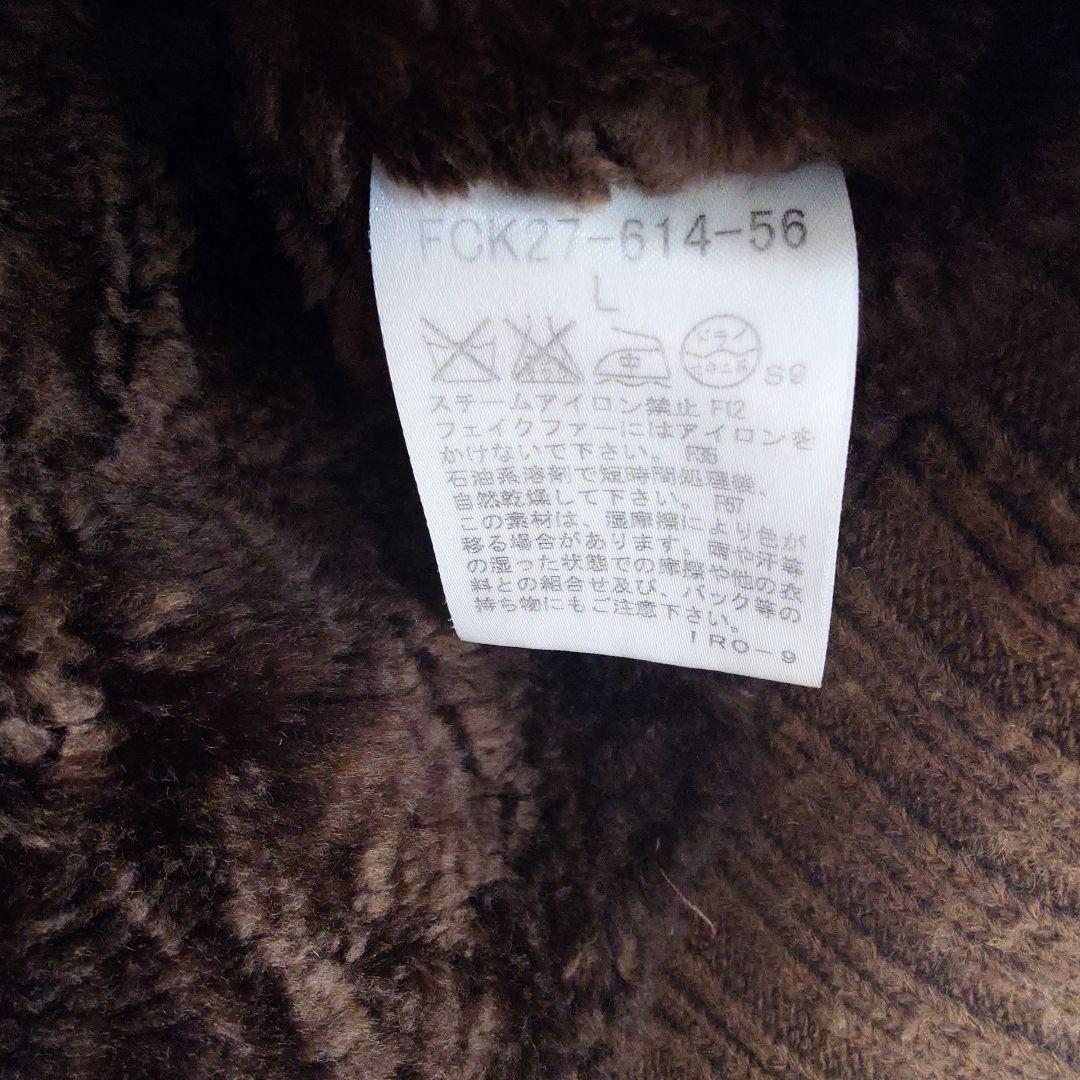 FCK27-614-56
L
中 ドライ セキユ系 S9
スチームアイロン禁止 F12
フェイクファーにはアイロンを
かけないで下さい。 F35
石油系溶剤で短時間処理後、
自然乾燥して下さい。 F67
この素材は、湿摩擦により色が
移る場合があります。雨や汗等
の湿った状態での摩擦や他の衣
料との組合せ及び、バック等の
持ち物にもご注意下さい。
IRO-9